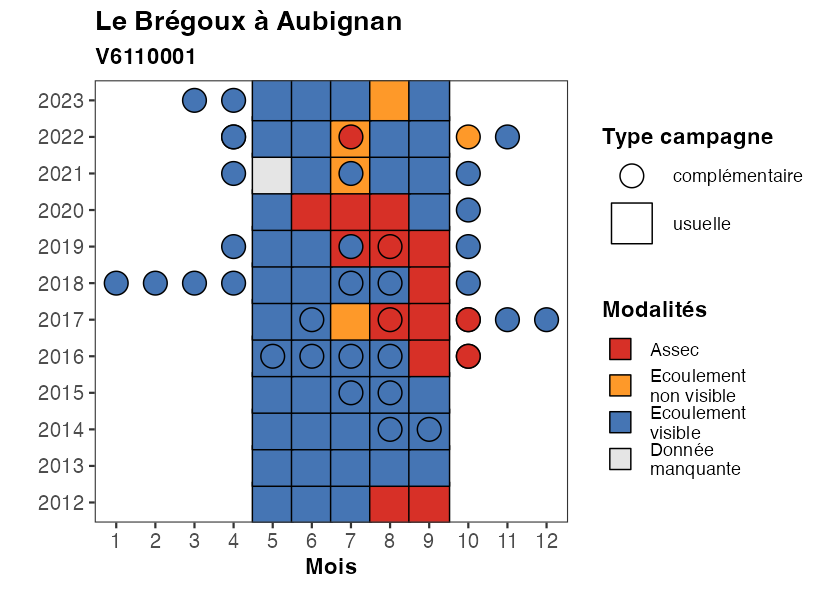 Le Brégoux à Aubignan
V6110001
2023
2022
2021
2020
2019
2018
2017
2016
2015
2014
2013
2012
1 2 3 4 5 6 7 8 9 10 11 12
Mois
Type campagne
complémentaire
usuelle
Modalités
Assec
Ecoulement
non visible
Ecoulement
visible
Donnée
manquante